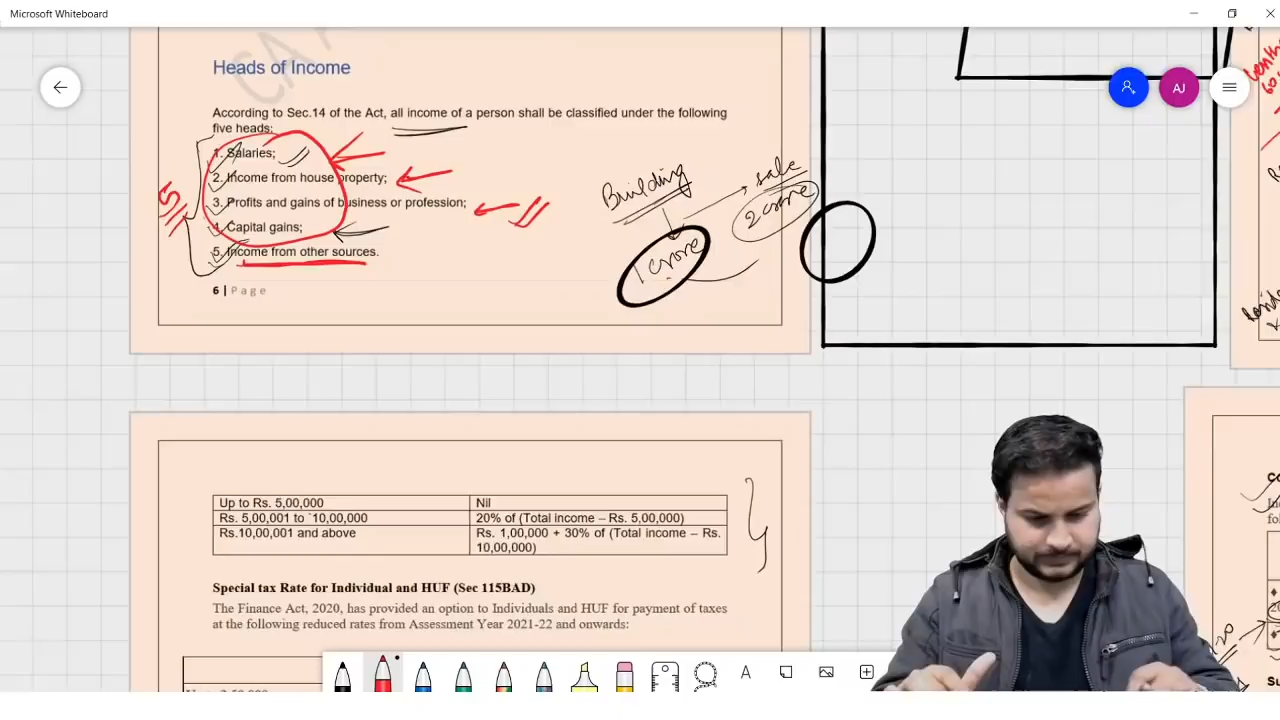 Microsoft Whiteboard
AJ
CA
Heads of Income
According to Sec.14 of the Act, all income of a person shall be classified under the following
five heads:
1. Salaries;
2. Income from house property;
3. Profits and gains of business or profession;
4. Capital gains;
5. Income from other sources.
5
6 | Page
Building
sale
2 crore
1 crore
Up to Rs. 5,00,000 Nil
Rs. 5,00,001 to `10,00,000 20% of (Total income – Rs. 5,00,000)
Rs.10,00,001 and above Rs. 1,00,000 + 30% of (Total income – Rs.
10,00,000)
Special tax Rate for Individual and HUF (Sec 115BAD)
The Finance Act, 2020, has provided an option to Individuals and HUF for payment of taxes
at the following reduced rates from Assessment Year 2021-22 and onwards:
A